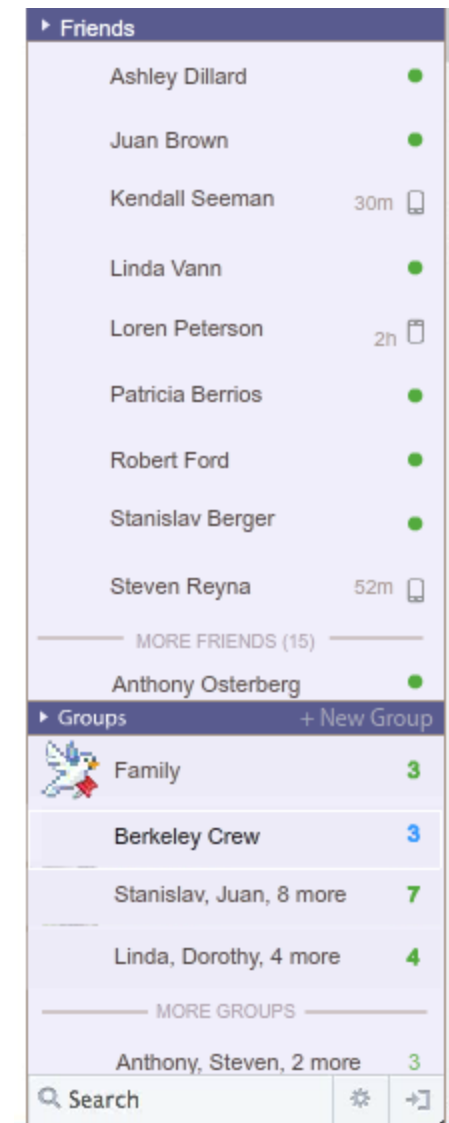 Friends
Ashley Dillard
Juan Brown
Kendall Seeman 30m
Linda Vann
Loren Peterson 2h
Patricia Berrios
Robert Ford
Stanislav Berger
Steven Reyna 52m
MORE FRIENDS (15)
Anthony Osterberg
Groups + New Group
Family 3
Berkeley Crew 3
Stanislav, Juan, 8 more 7
Linda, Dorothy, 4 more 4
MORE GROUPS
Anthony, Steven, 2 more 3
Search